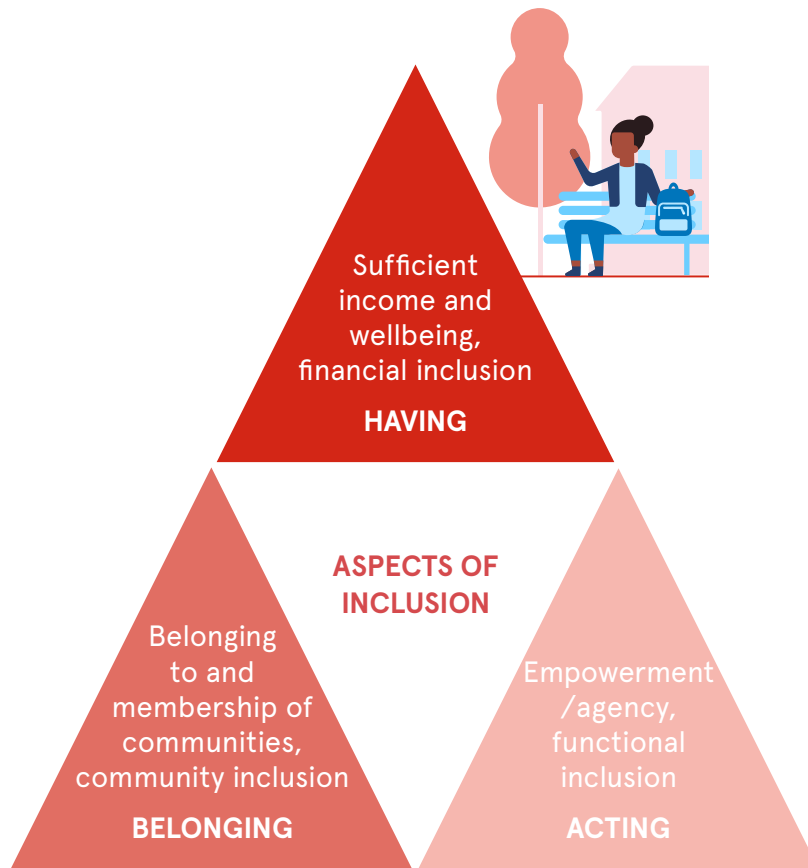 Sufficient
income and
wellbeing,
financial inclusion
HAVING
ASPECTS OF
INCLUSION
Belonging
to and
membership of
communities,
community inclusion
BELONGING
Empowerment
/agency,
functional
inclusion
ACTING